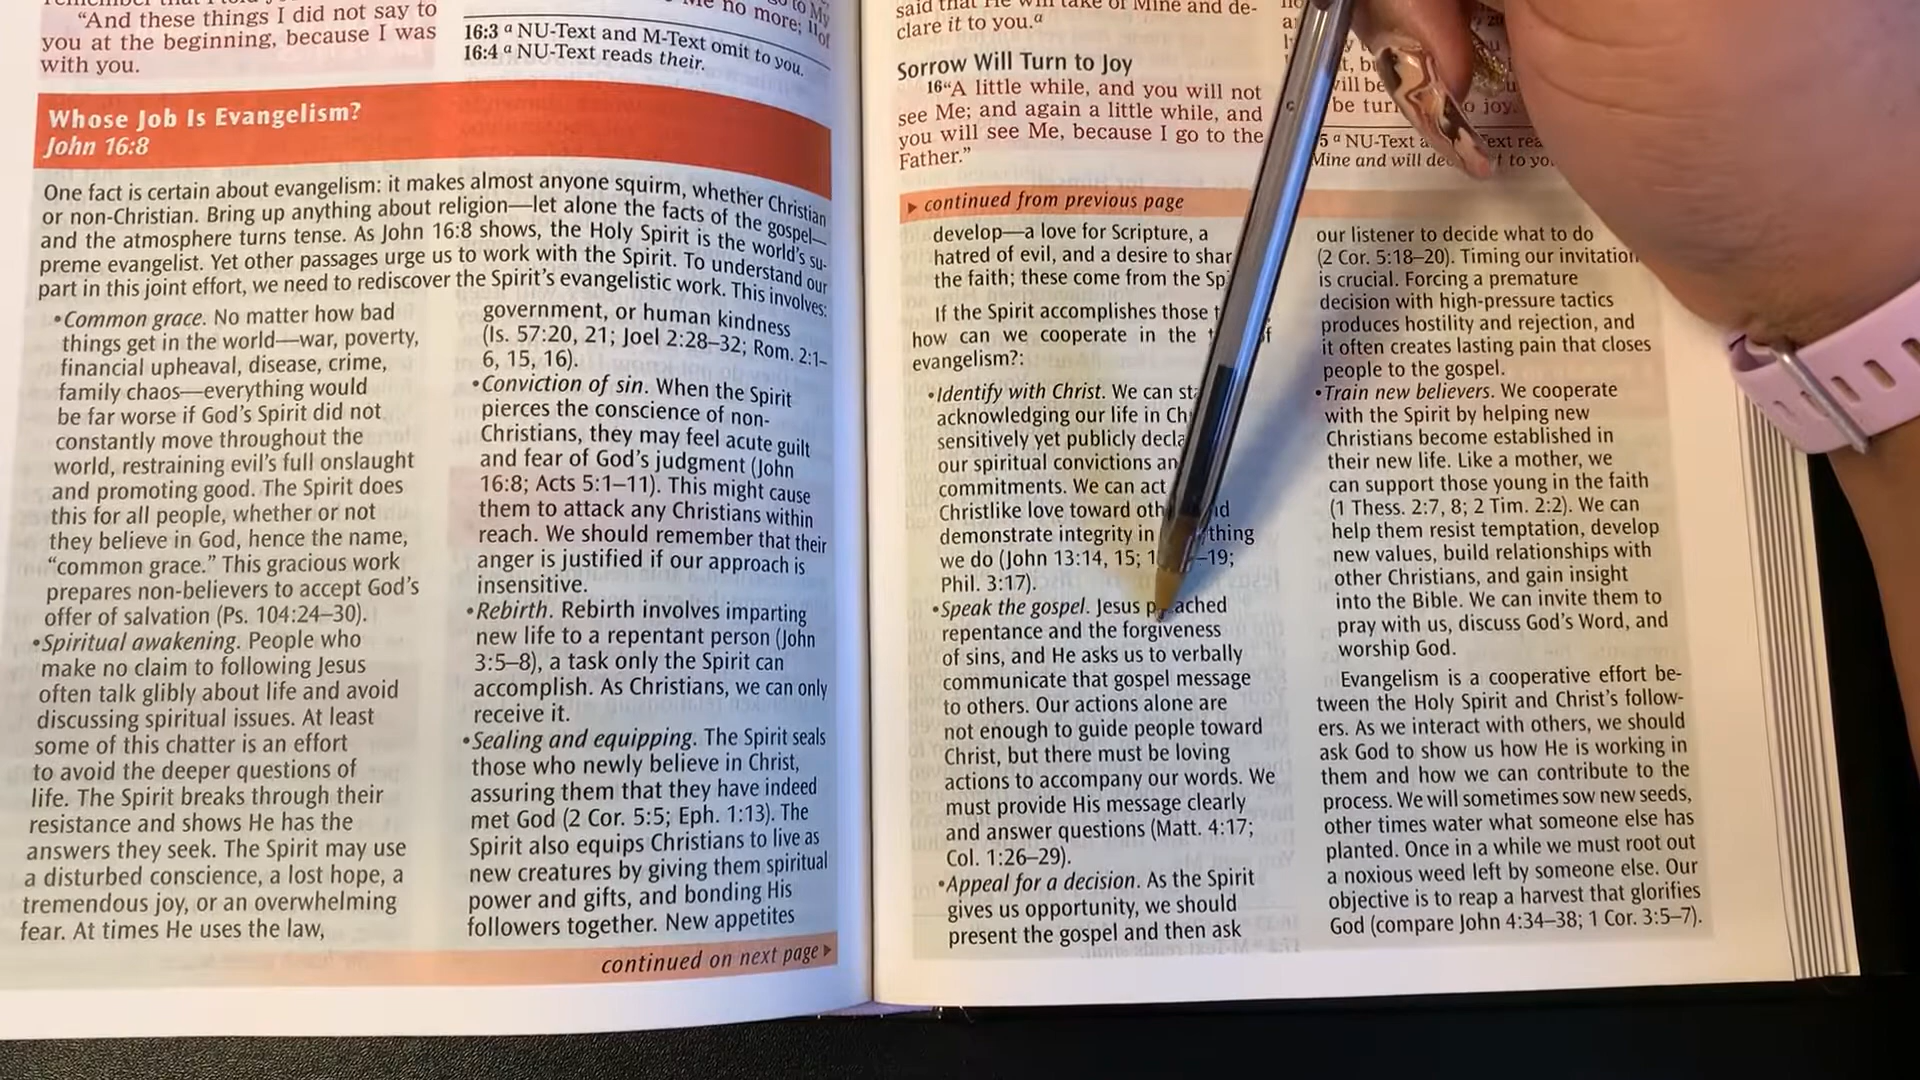 "And these things I did not say to
you at the beginning, because I was
with you.
no more;
16:3 a NU-Text and M-Text omit to you.
16:4 a NU-Text reads their.
Whose Job Is Evangelism?
John 16:8
One fact is certain about evangelism: it makes almost anyone squirm, whether Christian
or non-Christian. Bring up anything about religion—let alone the facts of the gospel—
and the atmosphere turns tense. As John 16:8 shows, the Holy Spirit is the world's su-
preme evangelist. Yet other passages urge us to work with the Spirit. To understand our
part in this joint effort, we need to rediscover the Spirit's evangelistic work. This involves:
•Common grace. No matter how bad
things get in the world—war, poverty,
financial upheaval, disease, crime,
family chaos—everything would
be far worse if God's Spirit did not
constantly move throughout the
world, restraining evil's full onslaught
and promoting good. The Spirit does
this for all people, whether or not
they believe in God, hence the name,
"common grace." This gracious work
prepares non-believers to accept God's
offer of salvation (Ps. 104:24–30).
•Spiritual awakening. People who
make no claim to following Jesus
often talk glibly about life and avoid
discussing spiritual issues. At least
some of this chatter is an effort
to avoid the deeper questions of
life. The Spirit breaks through their
resistance and shows He has the
answers they seek. The Spirit may use
a disturbed conscience, a lost hope, a
tremendous joy, or an overwhelming
fear. At times He uses the law,
government, or human kindness
(Is. 57:20, 21; Joel 2:28–32; Rom. 2:1–
6, 15, 16).
•Conviction of sin. When the Spirit
pierces the conscience of non-
Christians, they may feel acute guilt
and fear of God's judgment (John
16:8; Acts 5:1–11). This might cause
them to attack any Christians within
reach. We should remember that their
anger is justified if our approach is
insensitive.
•Rebirth. Rebirth involves imparting
new life to a repentant person (John
3:5–8), a task only the Spirit can
accomplish. As Christians, we can only
receive it.
•Sealing and equipping. The Spirit seals
those who newly believe in Christ,
assuring them that they have indeed
met God (2 Cor. 5:5; Eph. 1:13). The
Spirit also equips Christians to live as
new creatures by giving them spiritual
power and gifts, and bonding His
followers together. New appetites
continued on next page ▶
said that He will take of Mine and de-
clare it to you.a
Sorrow Will Turn to Joy
16"A little while, and you will not
see Me; and again a little while, and
you will see Me, because I go to the
Father."
o joy.
5 a NU-Text
Mine and will
▶ continued from previous page
develop—a love for Scripture, a
hatred of evil, and a desire to shar
the faith; these come from the Sp
If the Spirit accomplishes those
how can we cooperate in the
evangelism?:
•Identify with Christ. We can
acknowledging our life in
sensitively yet publicly
our spiritual convictions
commitments. We can act
Christlike love toward
demonstrate integrity in thing
we do (John 13:14, 15; –19;
Phil. 3:17).
•Speak the gospel. Jesus p ached
repentance and the forgiveness
of sins, and He asks us to verbally
communicate that gospel message
to others. Our actions alone are
not enough to guide people toward
Christ, but there must be loving
actions to accompany our words. We
must provide His message clearly
and answer questions (Matt. 4:17;
Col. 1:26–29).
•Appeal for a decision. As the Spirit
gives us opportunity, we should
present the gospel and then ask
our listener to decide what to do
(2 Cor. 5:18–20). Timing our invitation
is crucial. Forcing a premature
decision with high-pressure tactics
produces hostility and rejection, and
it often creates lasting pain that closes
people to the gospel.
•Train new believers. We cooperate
with the Spirit by helping new
Christians become established in
their new life. Like a mother, we
can support those young in the faith
(1 Thess. 2:7, 8; 2 Tim. 2:2). We can
help them resist temptation, develop
new values, build relationships with
other Christians, and gain insight
into the Bible. We can invite them to
pray with us, discuss God's Word, and
worship God.
Evangelism is a cooperative effort be-
tween the Holy Spirit and Christ's follow-
ers. As we interact with others, we should
ask God to show us how He is working in
them and how we can contribute to the
process. We will sometimes sow new seeds,
other times water what someone else has
planted. Once in a while we must root out
a noxious weed left by someone else. Our
objective is to reap a harvest that glorifies
God (compare John 4:34–38; 1 Cor. 3:5–7).